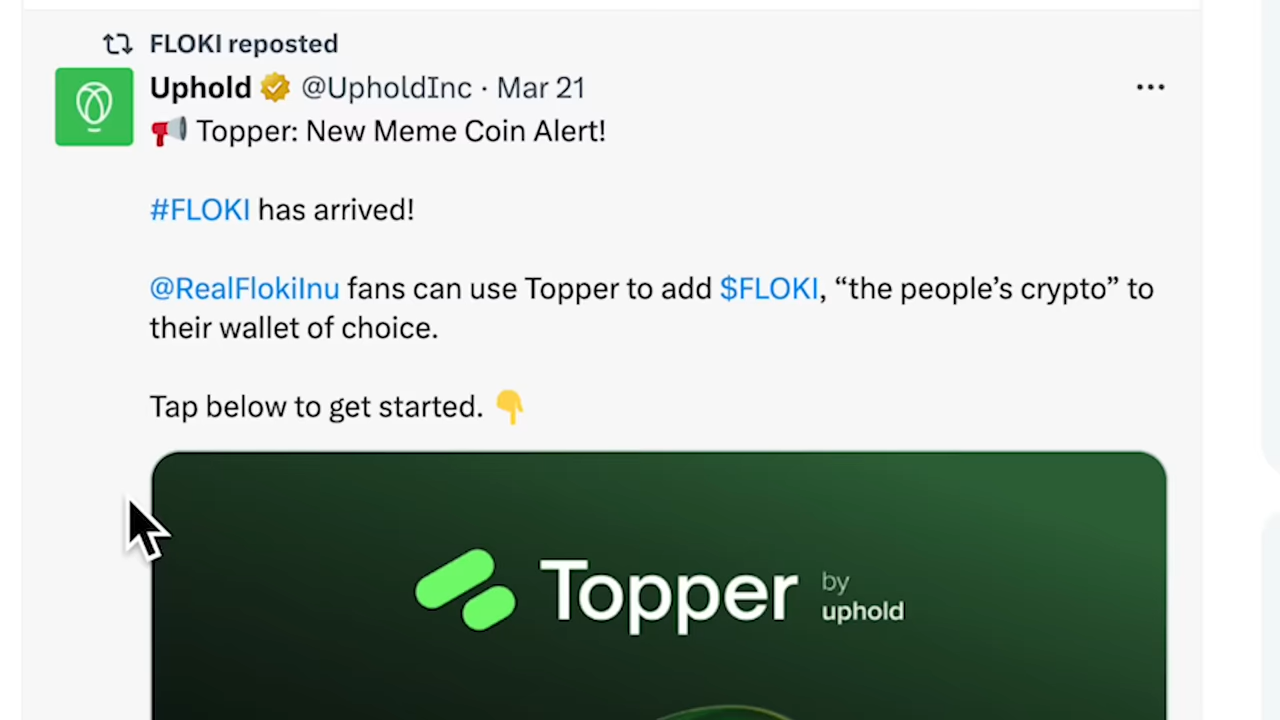 FLOKI reposted
Uphold @UpholdInc · Mar 21
Topper: New Meme Coin Alert!
#FLOKI has arrived!
@RealFlokiInu fans can use Topper to add $FLOKI, “the people’s crypto” to
their wallet of choice.
Tap below to get started.
Topper by
uphold